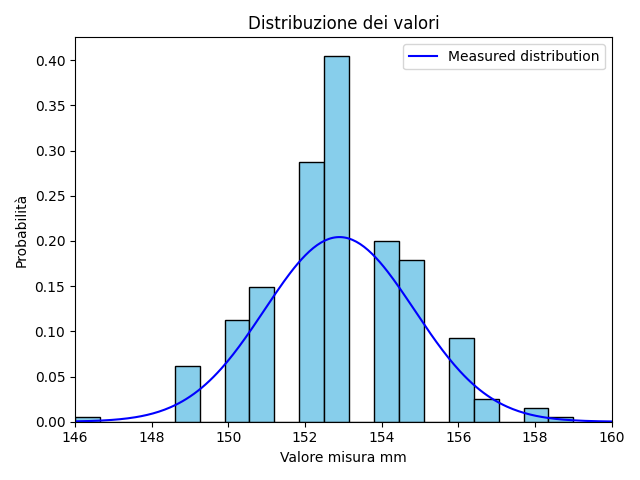 Distribuzione dei valori
Measured distribution
0.40
0.35
0.30
0.25
0.20
0.15
0.10
0.05
0.00
Probabilità
146 148 150 152 154 156 158 160
Valore misura mm